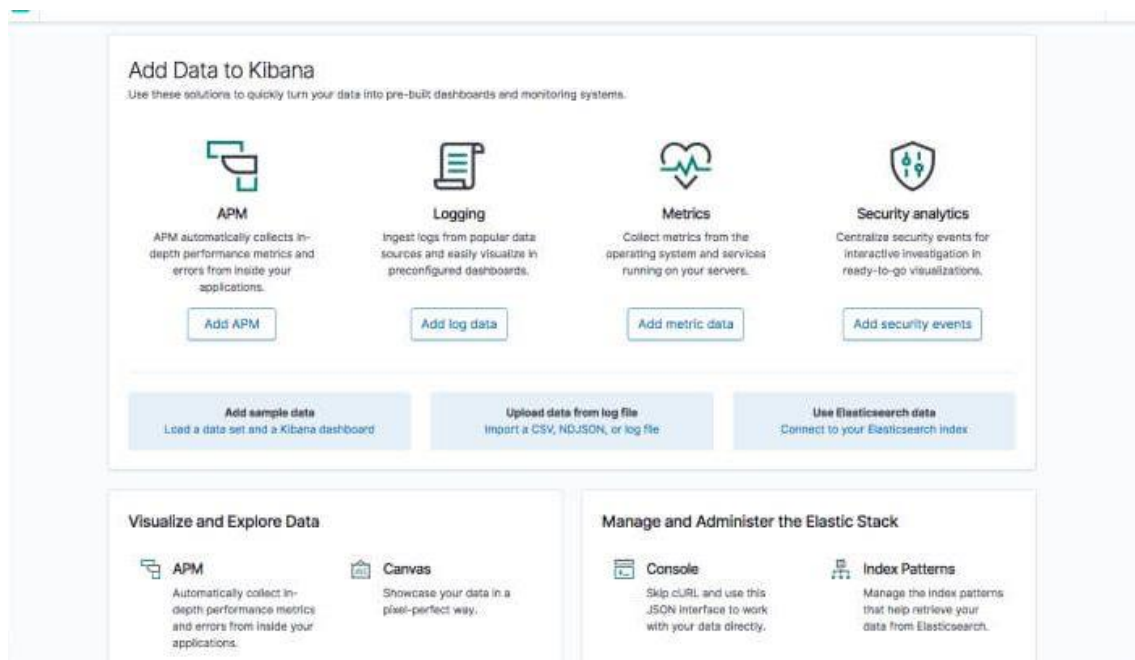 Add Data to Kibana
Use these solutions to quickly turn your data into pre-built dashboards and monitoring systems.
APM
APM automatically collects in-
depth performance metrics and
errors from inside your
applications.
Add APM
Logging
Ingest logs from popular data
sources and easily visualize in
preconfigured dashboards.
Add log data
Metrics
Collect metrics from the
operating system and services
running on your servers.
Add metric data
Security analytics
Centralize security events for
interactive investigation in
ready-to-go visualizations.
Add security events
Add sample data
Load a data set and a Kibana dashboard
Upload data from log file
Import a CSV, NDJSON, or log file
Use Elasticsearch data
Connect to your Elasticsearch index
Visualize and Explore Data
APM
Automatically collect in-
depth performance metrics
and errors from inside your
applications.
Canvas
Showcase your data in a
pixel-perfect way.
Manage and Administer the Elastic Stack
Console
Skip cURL and use this
JSON interface to work
with your data directly.
Index Patterns
Manage the index patterns
that help retrieve your
data from Elasticsearch.